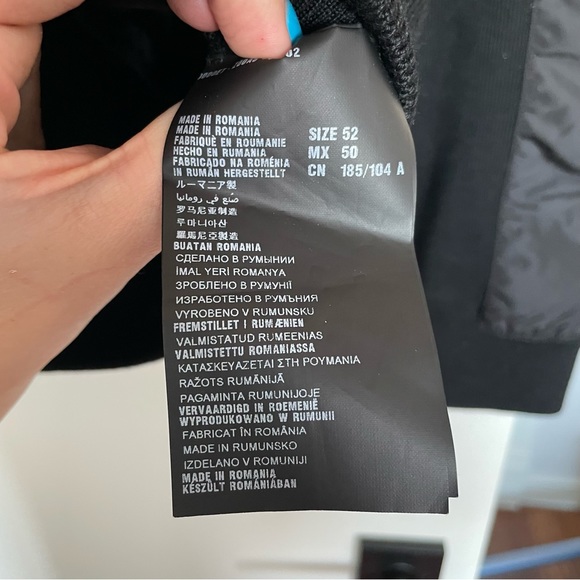 MADE IN ROMANIA
MADE IN ROMANIA
FABRIQUÉ EN ROUMANIE
HECHO EN RUMANIA
FABRICADO NA ROMÉNIA
IN RUMÄN HERGESTELLT
SIZE 52
MX 50
CN 185/104 A
ルーマニア製
صنع في رومانيا
罗马尼亚制造
루마니아산
羅馬尼亞製造
BUATAN ROMANIA
СДЕЛАНО В РУМЫНИИ
İMAL YERİ ROMANYA
ЗРОБЛЕНО В РУМУНІЇ
ИЗРАБОТЕНО В РУМЪНИЯ
VYROBENO V RUMUNSKU
FREMSTILLET I RUMÆNIEN
VALMISTATUD RUMEENIAS
VALMISTETTU ROMANIASSA
ΚΑΤΑΣΚΕΥΑΖΕΤΑΙ ΣΤΗ ΡΟΥΜΑΝΙΑ
RAŽOTS RUMĀNIJĀ
PAGAMINTA RUMUNIJOJE
VERVAARDIGD IN ROEMENIË
WYPRODUKOWANO W RUMUNII
FABRICAT ÎN ROMÂNIA
MADE IN RUMUNSKO
IZDELANO V ROMUNIJI
MADE IN ROMANIA
KÉSZÜLT ROMÁNIÁBAN